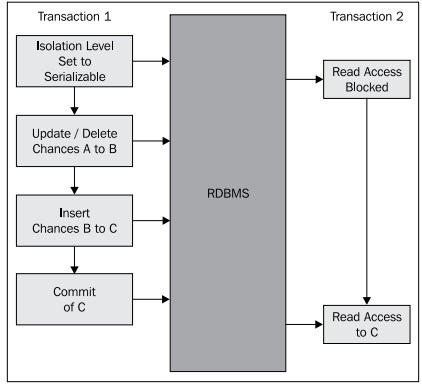 Transaction 1
Transaction 2
Isolation Level
Set to
Serializable
Read Access
Blocked
Update / Delete
Chances A to B
RDBMS
Insert
Chances B to C
Commit
of C
Read Access
to C